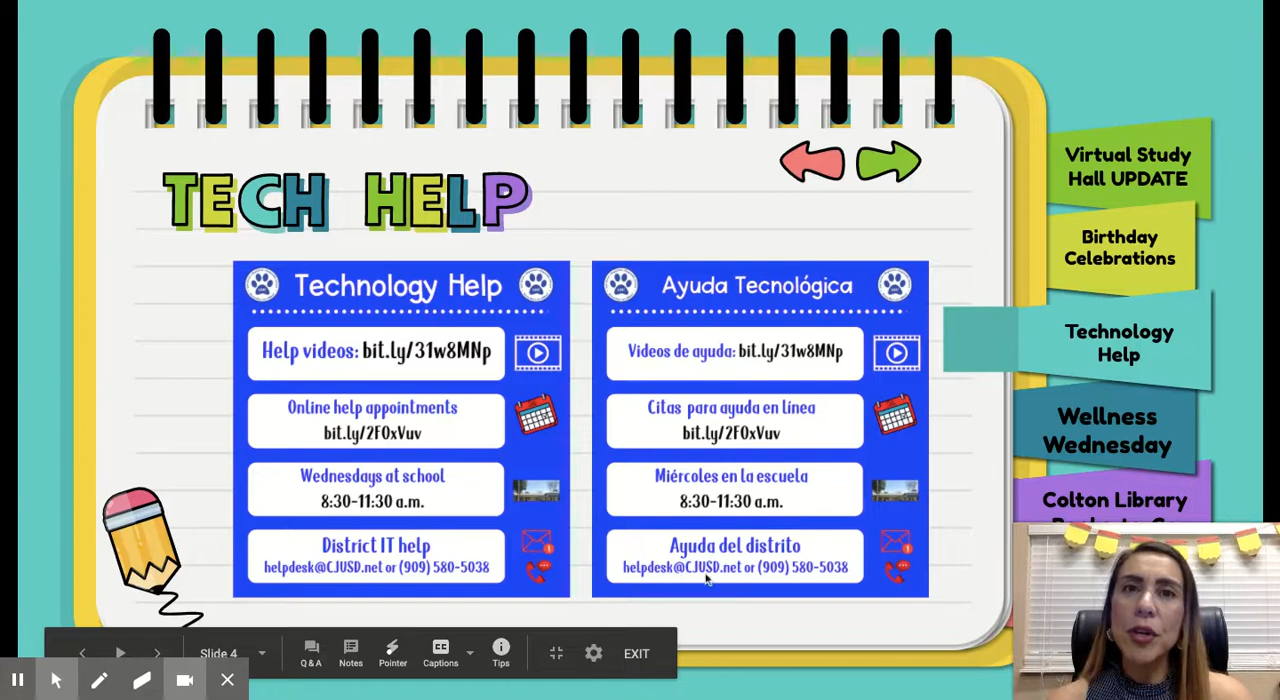 TECH HELP
Technology Help
Help videos: bit.ly/31w8MNp
Online help appointments
bit.ly/2F0xVuv
Wednesdays at school
8:30-11:30 a.m.
District IT help
helpdesk@CJUSD.net or (909) 580-5038
Ayuda Tecnológica
Videos de ayuda: bit.ly/31w8MNp
Citas para ayuda en línea
bit.ly/2F0xVuv
Miércoles en la escuela
8:30-11:30 a.m.
Ayuda del distrito
helpdesk@CJUSD.net or (909) 580-5038
Virtual Study
Hall UPDATE
Birthday
Celebrations
Technology
Help
Wellness
Wednesday
Colton Library
Slide 4
Q & A
Notes
Pointer
Captions
Tips
EXIT